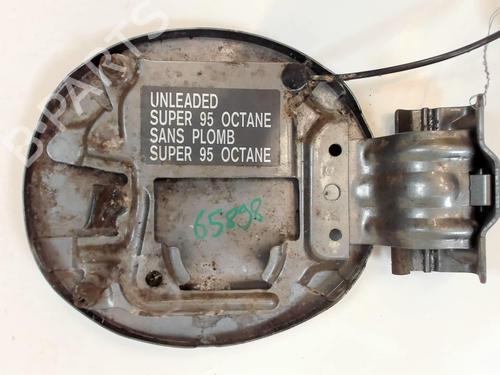 B-PARTS
UNLEADED
SUPER 95 OCTANE
SANS PLOMB
SUPER 95 OCTANE
65898